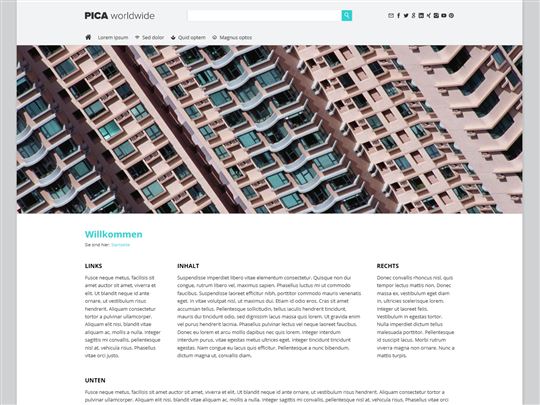 PICA worldwide
Lorem Ipsum Sed dolor Quid optem Magnus optos
Willkommen
Sie sind hier: Startseite
LINKS
Fusce neque metus, facilisis sit
amet auctor sit amet, viverra et
elit. Ut blandit neque id ante
ornare, ut vestibulum risus
hendrerit. Aliquam consectetur
tortor a pulvinar ullamcorper.
Aliquam elit nisi, blandit vitae
aliquam ac, mollis a nulla. Integer
sagittis mi convallis, pellentesque
nisl at, vehicula risus. Phasellus
vitae orci justo.
INHALT
Suspendisse imperdiet libero vitae elementum consectetur. Quisque non dui
congue, rutrum libero vel, maximus sapien. Phasellus luctus mi ut commodo
iaculis. Suspendisse laoreet efficitur nibh, porttitor commodo mauris venenatis
eget. In vitae volutpat nisl, ut maximus dui. Etiam id odio eros. Cras sit amet
accumsan tellus. Pellentesque sollicitudin, tellus iaculis hendrerit tincidunt,
mauris dui tincidunt odio, sed dignissim lacus massa quis lorem. Ut gravida enim
vel purus hendrerit lacinia. Phasellus pulvinar lectus vel neque laoreet faucibus.
Donec eu lorem et arcu mollis dapibus nec quis lorem. Integer interdum
interdum purus, vitae egestas metus ultrices eget. Integer tincidunt tincidunt
egestas. Nam congue eu lacus quis efficitur. Pellentesque a nunc bibendum,
dictum magna ut, convallis diam.
RECHTS
Donec convallis rhoncus nisl, quis
tempor lectus mattis non. Donec
massa ex, vestibulum eget diam
in, ultricies scelerisque lorem.
Integer ut laoreet felis.
Vestibulum in egestas tortor.
Nulla imperdiet dictum tellus
malesuada porttitor. Pellentesque
id suscipit lacus. Morbi rutrum
viverra magna non ornare. Nunc a
mattis turpis.
UNTEN
Fusce neque metus, facilisis sit amet auctor sit amet, viverra et elit. Ut blandit neque id ante ornare, ut vestibulum risus hendrerit. Aliquam consectetur tortor a
pulvinar ullamcorper. Aliquam elit nisi, blandit vitae aliquam ac, mollis a nulla. Integer sagittis mi convallis, pellentesque nisl at, vehicula risus. Phasellus vitae